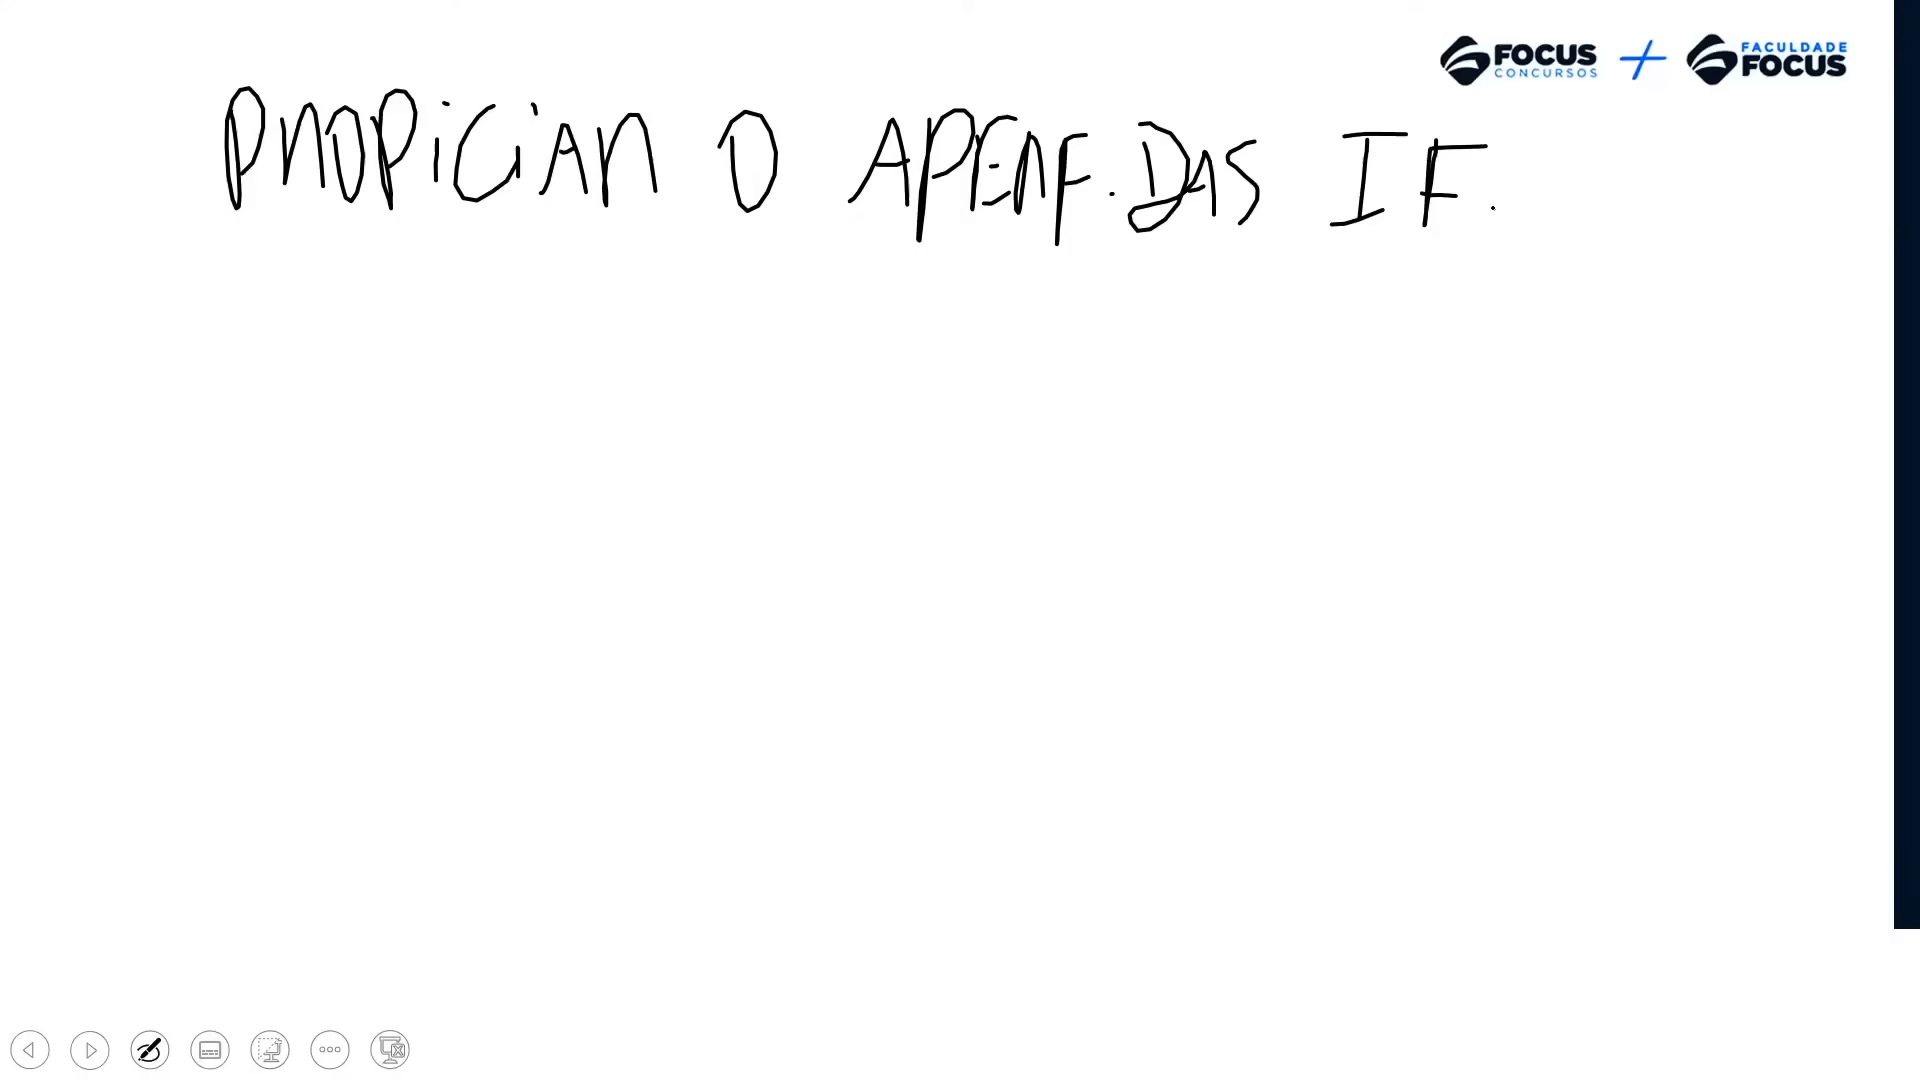 FOCUS CONCURSOS + FACULDADE FOCUS
PROPICIAR O APERF. DAS IF.